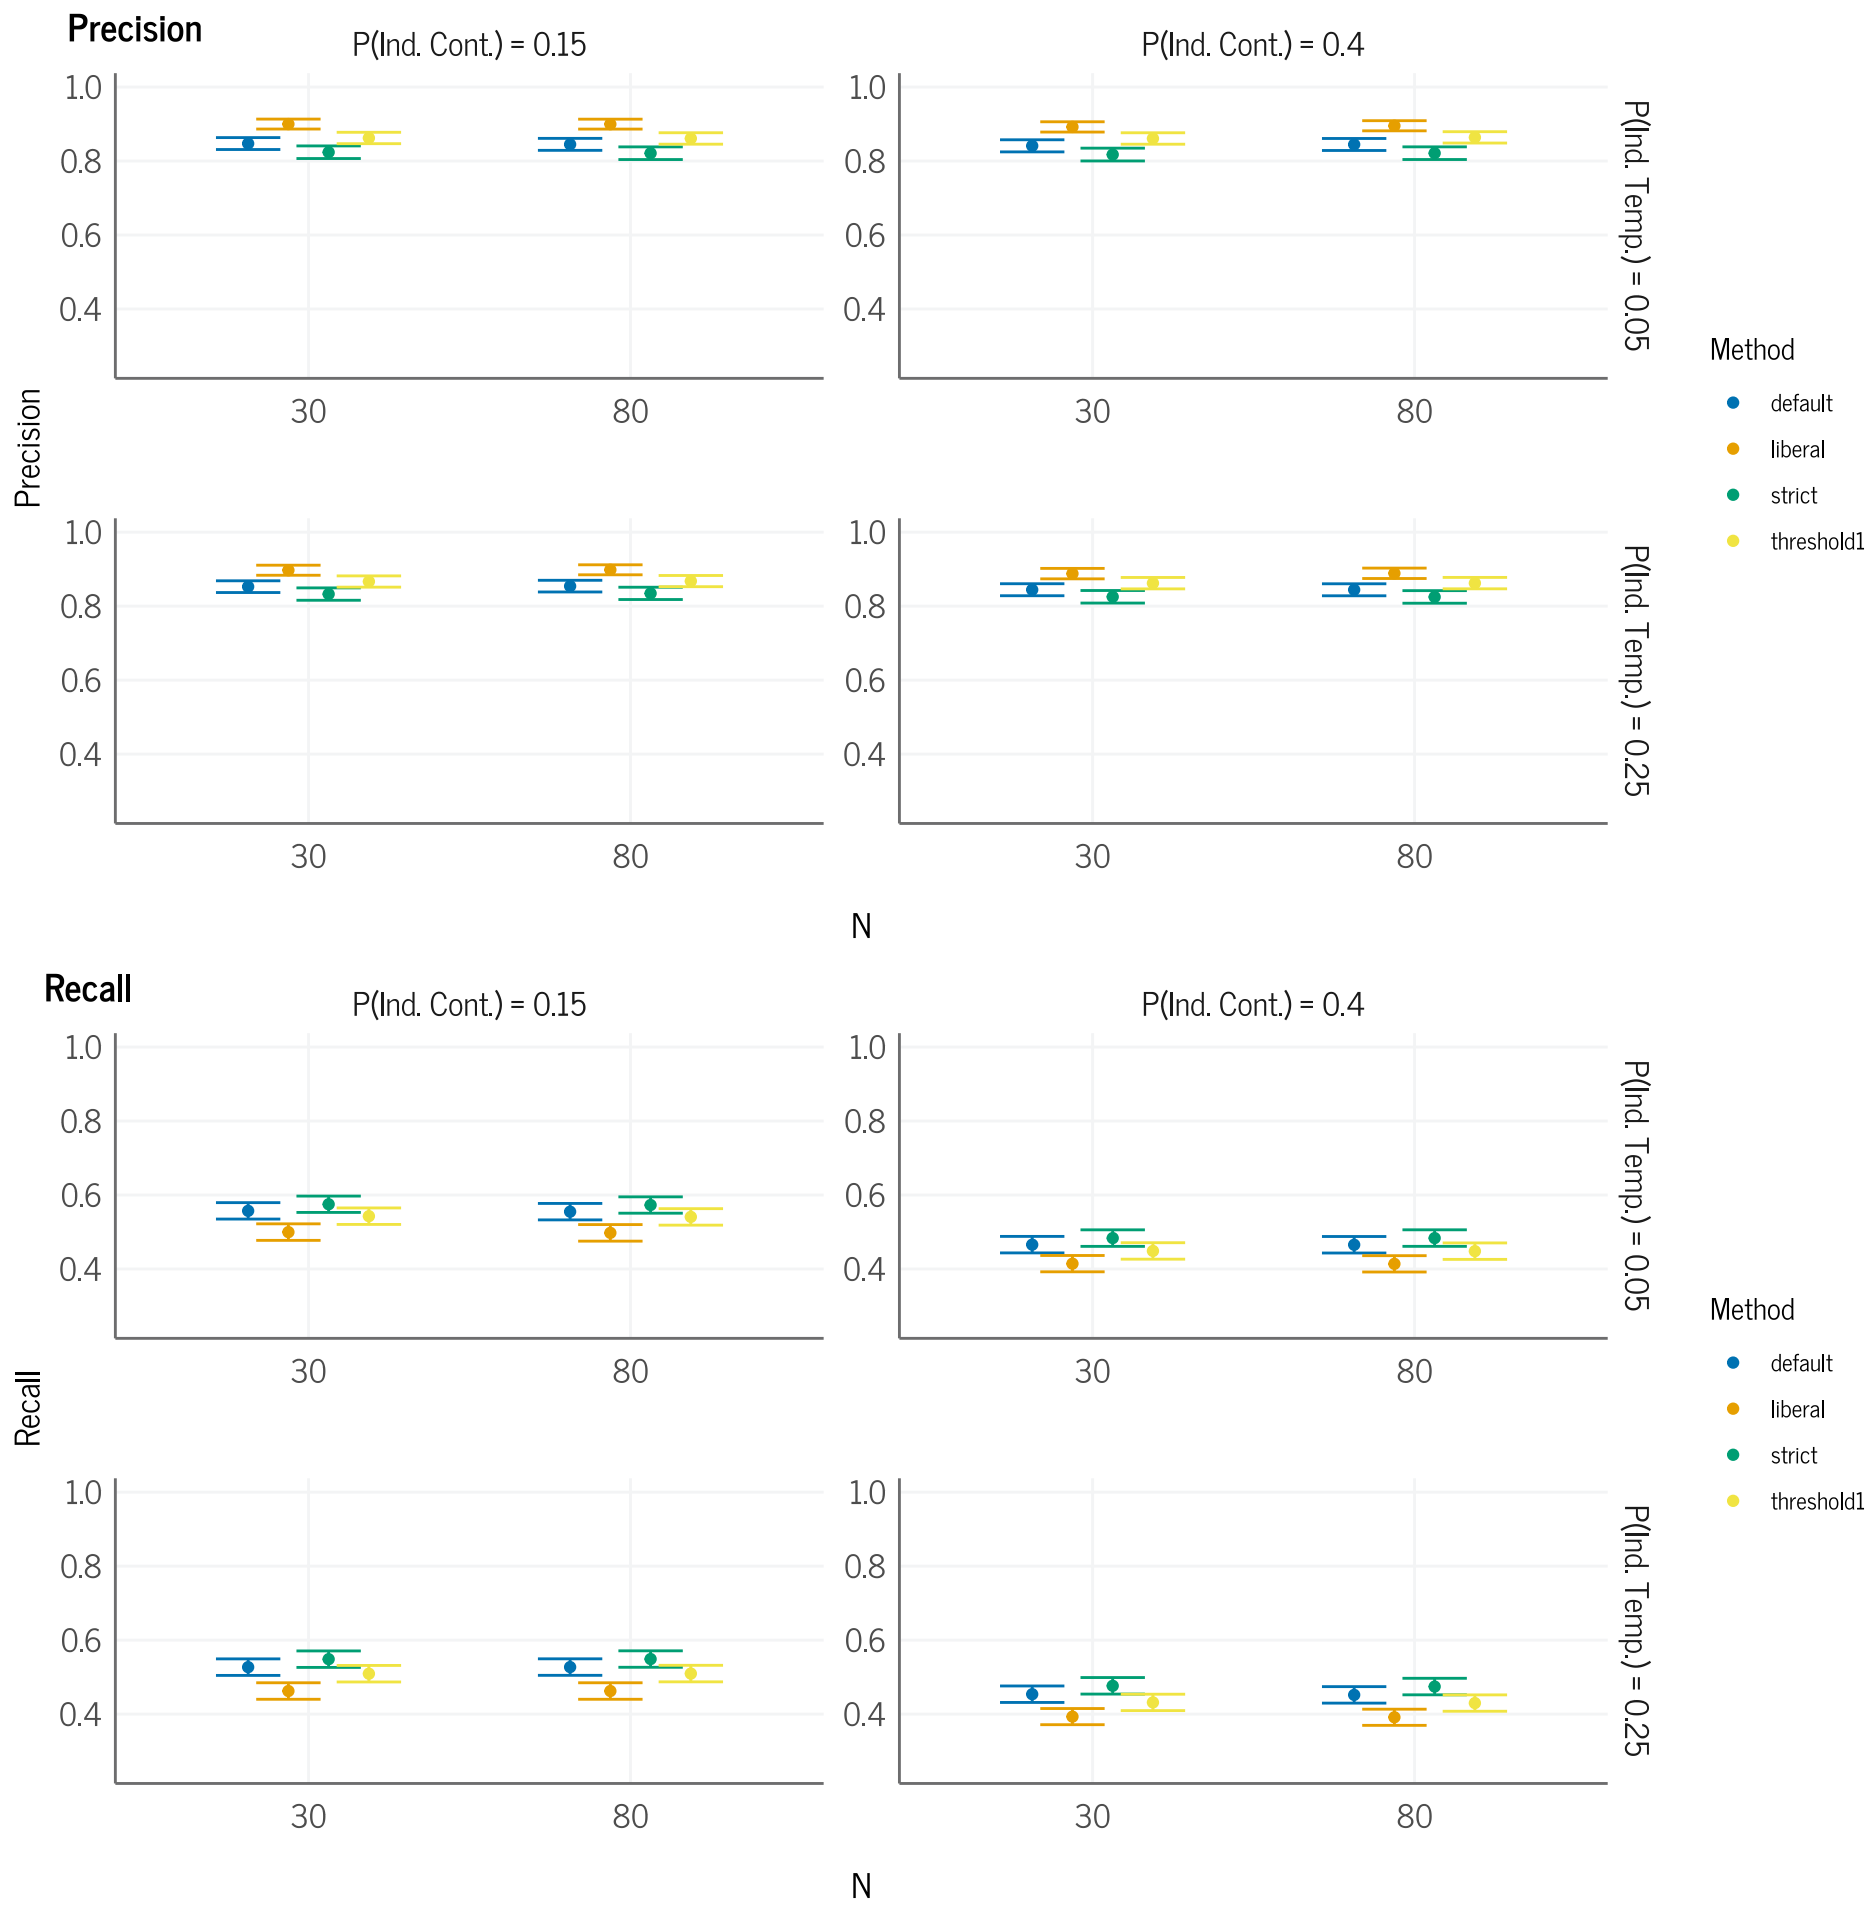 Precision
P(Ind. Cont.) = 0.15
P(Ind. Cont.) = 0.4
1.0
0.8
0.6
0.4
30
80
1.0
0.8
0.6
0.4
30
80
P(Ind. Temp.) = 0.05
Precision
1.0
0.8
0.6
0.4
30
80
1.0
0.8
0.6
0.4
30
80
P(Ind. Temp.) = 0.25
N
Method
default
liberal
strict
threshold1
Recall
P(Ind. Cont.) = 0.15
P(Ind. Cont.) = 0.4
1.0
0.8
0.6
0.4
30
80
1.0
0.8
0.6
0.4
30
80
P(Ind. Temp.) = 0.05
Recall
1.0
0.8
0.6
0.4
30
80
1.0
0.8
0.6
0.4
30
80
P(Ind. Temp.) = 0.25
N
Method
default
liberal
strict
threshold1